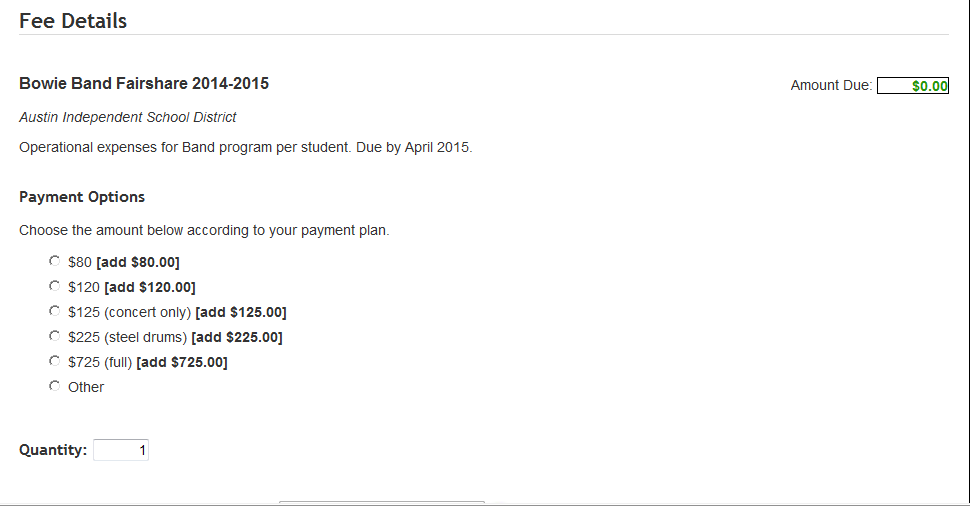 Fee Details
Bowie Band Fairshare 2014-2015
Amount Due: $0.00
Austin Independent School District
Operational expenses for Band program per student. Due by April 2015.
Payment Options
Choose the amount below according to your payment plan.
$80 [add $80.00]
$120 [add $120.00]
$125 (concert only) [add $125.00]
$225 (steel drums) [add $225.00]
$725 (full) [add $725.00]
Other
Quantity: 1